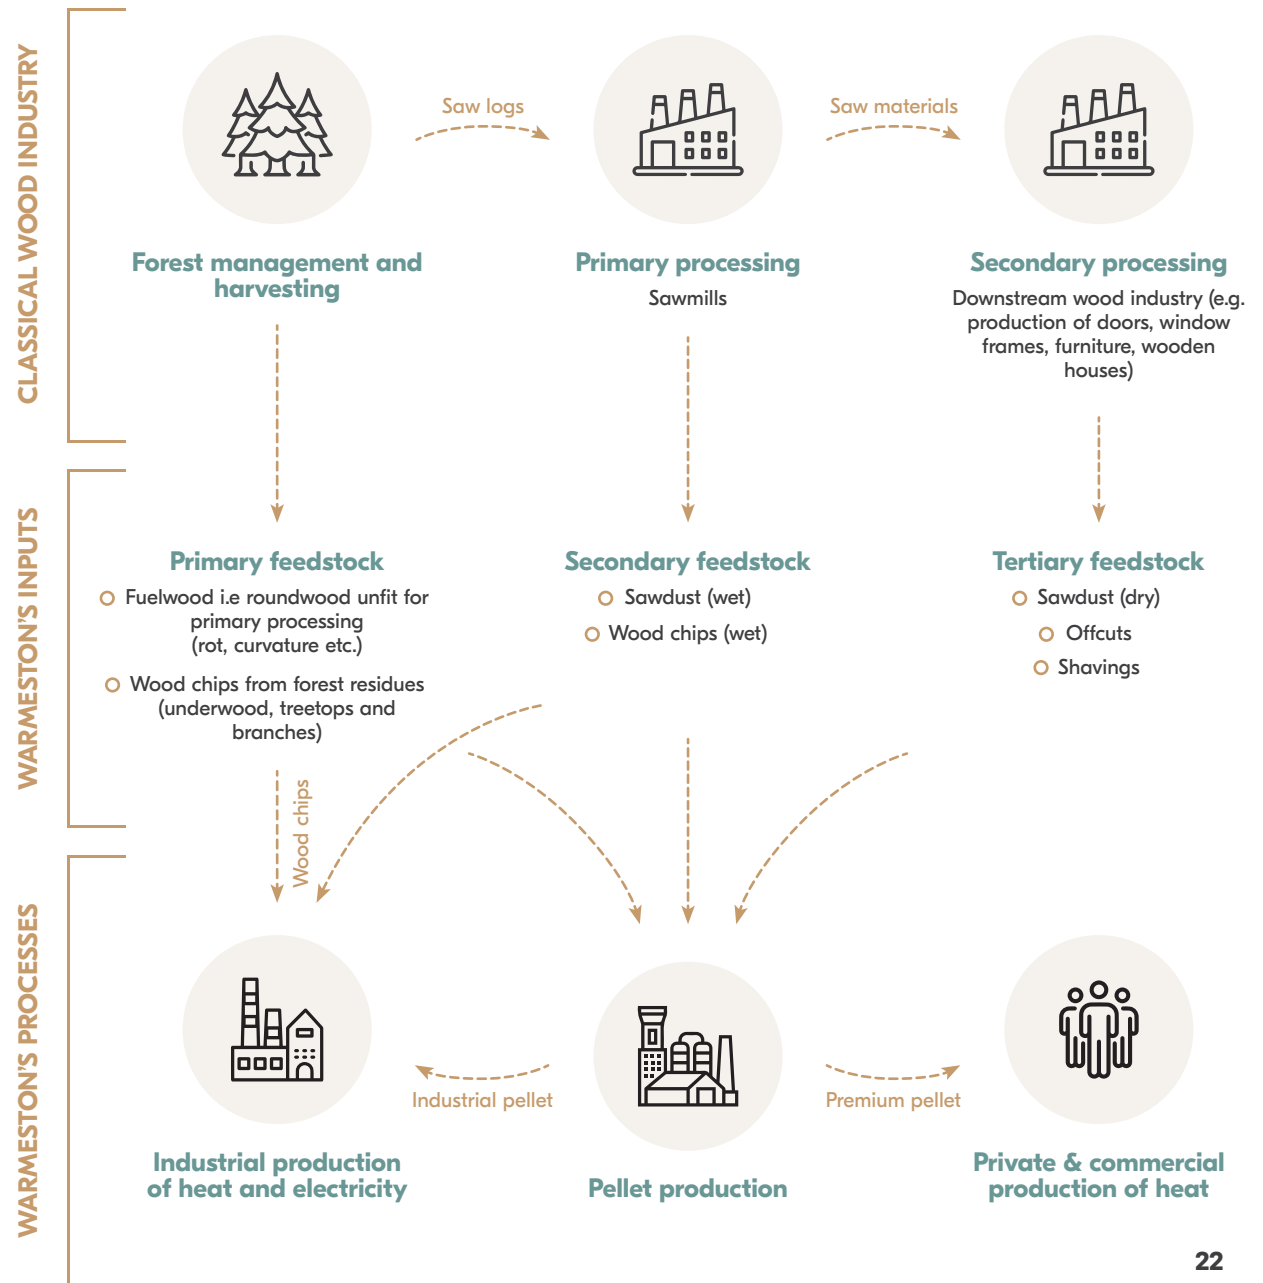 CLASSICAL WOOD INDUSTRY
Saw logs
Saw materials
Forest management and
harvesting
Primary processing
Sawmills
Secondary processing
Downstream wood industry (e.g.
production of doors, window
frames, furniture, wooden
houses)
WARMESTON'S INPUTS
Primary feedstock
Fuelwood i.e roundwood unfit for
primary processing
(rot, curvature etc.)
Wood chips from forest residues
(underwood, treetops and
branches)
Secondary feedstock
Sawdust (wet)
Wood chips (wet)
Tertiary feedstock
Sawdust (dry)
Offcuts
Shavings
Wood chips
WARMESTON'S PROCESSES
Industrial pellet
Premium pellet
Industrial production
of heat and electricity
Pellet production
Private & commercial
production of heat
22